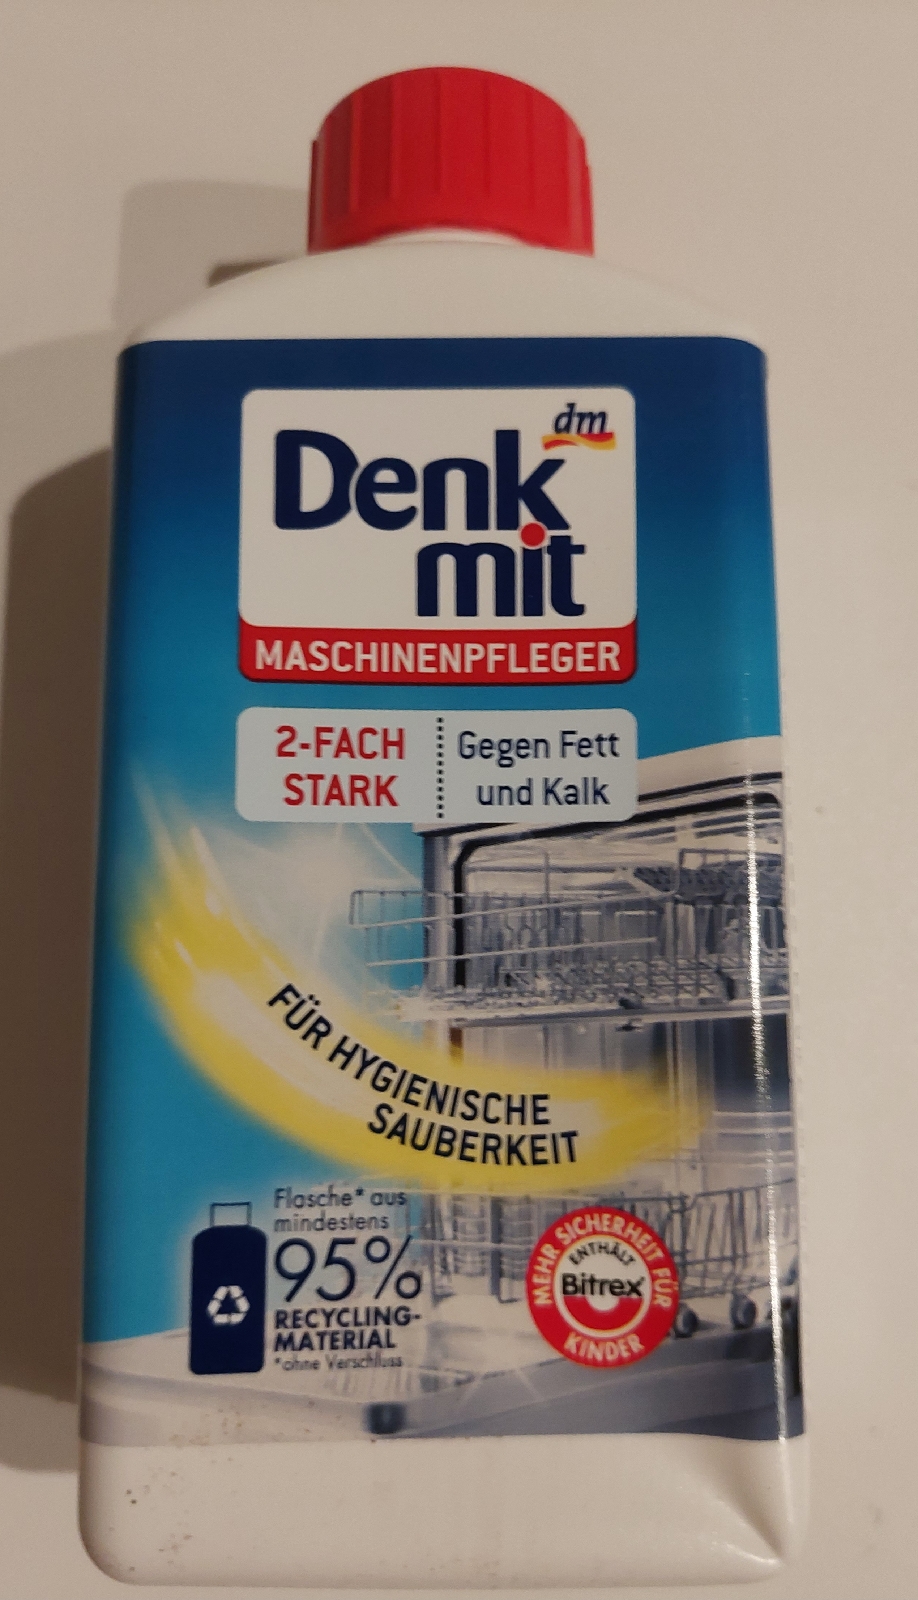 dm
Denk
mit
MASCHINENPFLEGER
2-FACH
STARK
Gegen Fett
und Kalk
FÜR HYGIENISCHE
SAUBERKEIT
Flasche* aus
mindestens
95%
RECYCLING-
MATERIAL
*ohne Verschluss
MEHR SICHERHEIT FÜR
ENTHÄLT
Bitrex®
KINDER